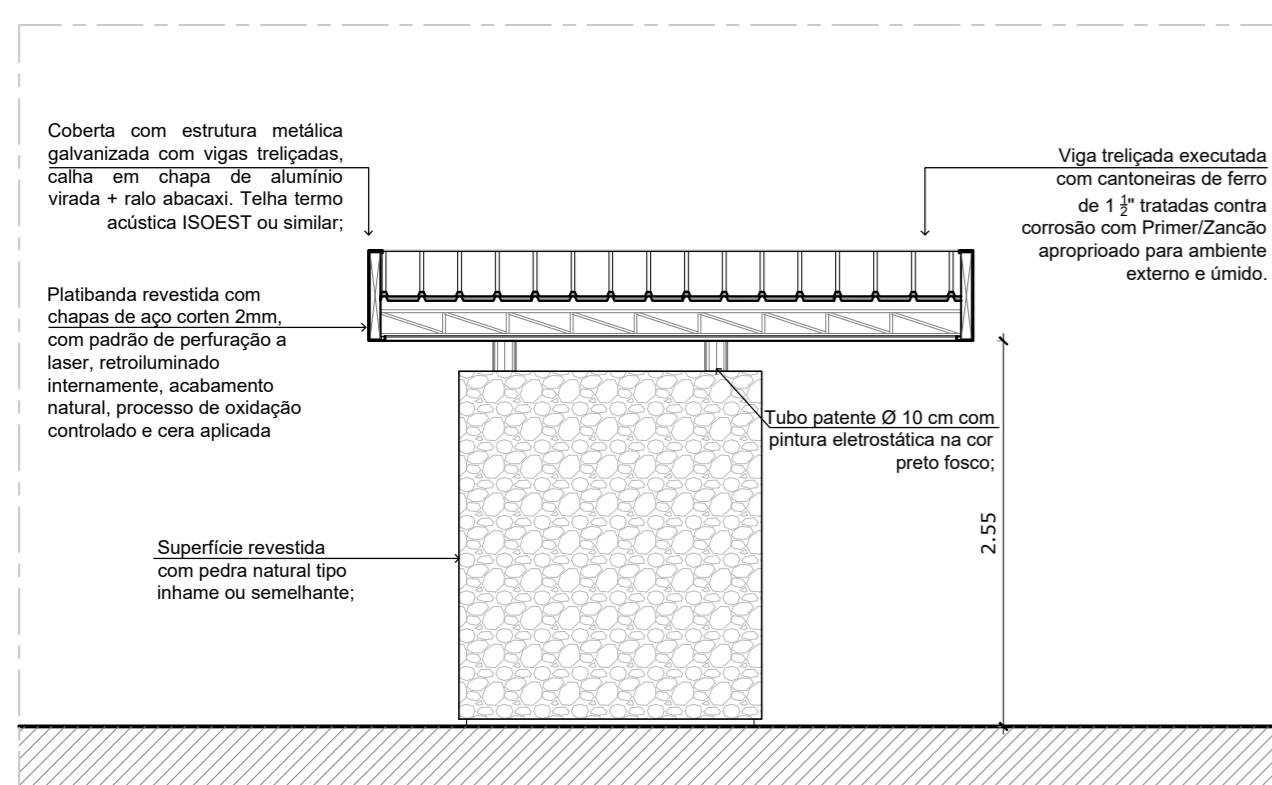 Coberta com estrutura metálica
galvanizada com vigas treliçadas,
calha em chapa de alumínio
virada + ralo abacaxi. Telha termo
acústica ISOEST ou similar;
Viga treliçada executada
com cantoneiras de ferro
de 1 1/2" tratadas contra
corrosão com Primer/Zancão
aproprioado para ambiente
externo e úmido.
Platibanda revestida com
chapas de aço corten 2mm,
com padrão de perfuração a
laser, retroiluminado
internamente, acabamento
natural, processo de oxidação
controlado e cera aplicada
Tubo patente Ø 10 cm com
pintura eletrostática na cor
preto fosco;
2.55
Superfície revestida
com pedra natural tipo
inhame ou semelhante;